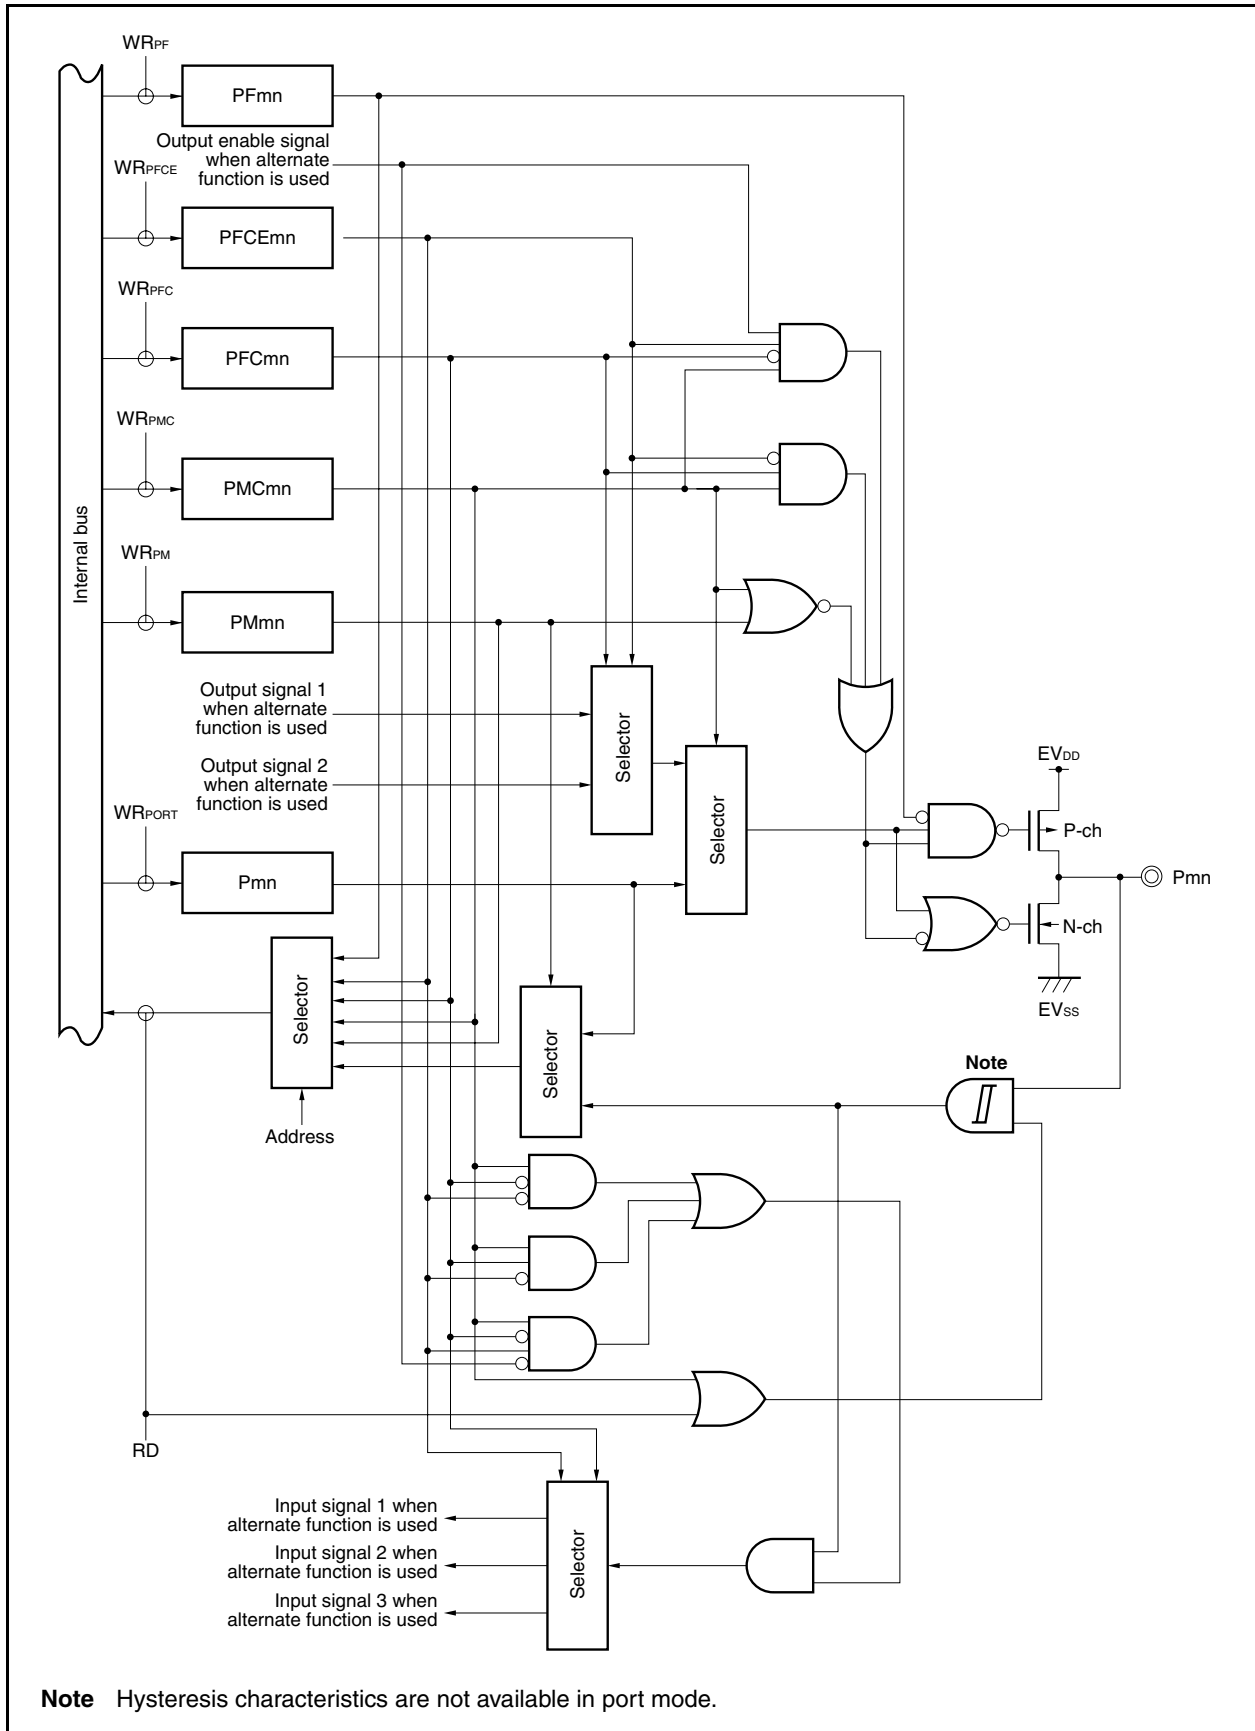 WRPF
PFmn
Output enable signal
when alternate
function is used
WRPFCE
PFCEmn
WRPFC
PFCmn
WRPMC
PMCmn
Internal bus
WRPM
PMmn
Output signal 1
when alternate
function is used
Selector
Output signal 2
when alternate
function is used
Selector
EVDD
WRPORT
P-ch
Pmn
Pmn
N-ch
Selector
Selector
EVSS
Note
Address
RD
Input signal 1 when
alternate function is used
Input signal 2 when
alternate function is used
Selector
Input signal 3 when
alternate function is used
Note Hysteresis characteristics are not available in port mode.